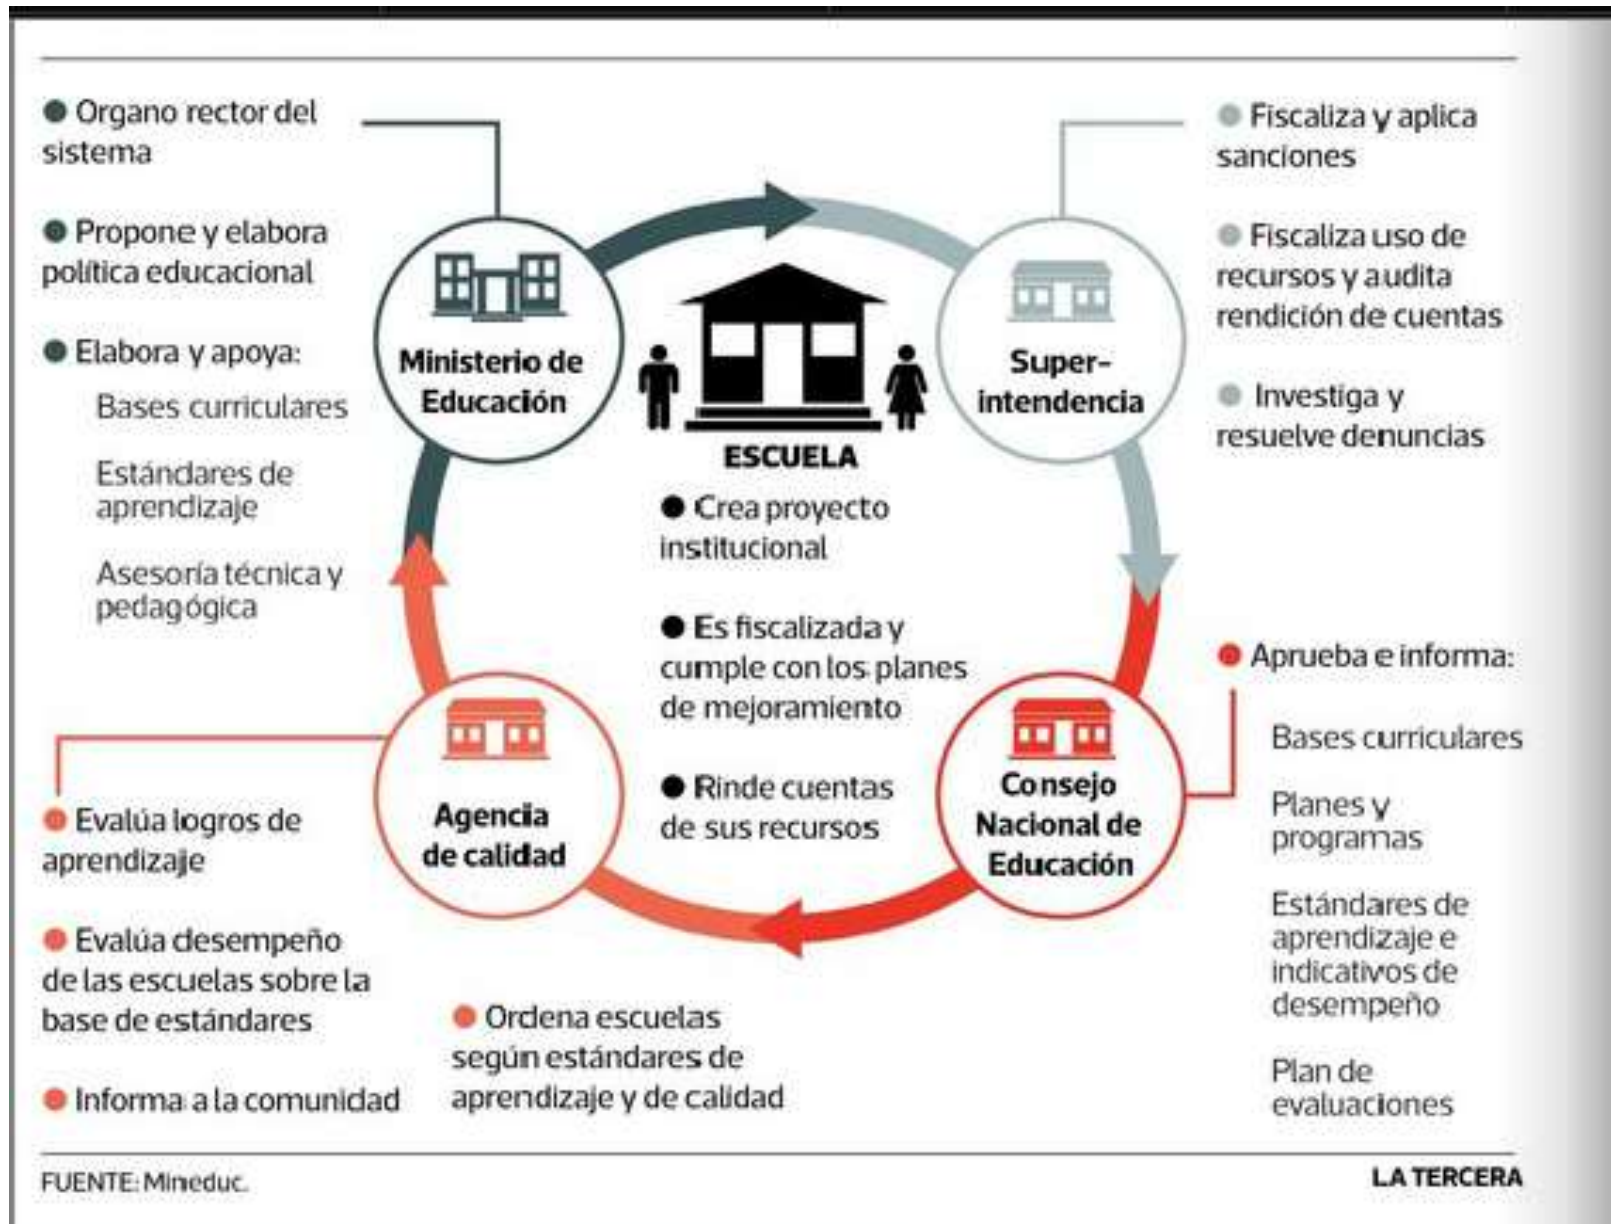 ● Organo rector del
sistema
● Propone y elabora
política educacional
● Elabora y apoya:
Bases curriculares
Estándares de
aprendizaje
Asesoría técnica y
pedagógica
Ministerio de
Educación
ESCUELA
● Crea proyecto
institucional
● Es fiscalizada y
cumple con los planes
de mejoramiento
● Rinde cuentas
de sus recursos
Super-
intendencia
● Fiscaliza y aplica
sanciones
● Fiscaliza uso de
recursos y audita
rendición de cuentas
● Investiga y
resuelve denuncias
Consejo
Nacional de
Educación
● Aprueba e informa:
Bases curriculares
Planes y
programas
Estándares de
aprendizaje e
indicativos de
desempeño
Plan de
evaluaciones
Agencia
de calidad
● Evalúa logros de
aprendizaje
● Evalúa desempeño
de las escuelas sobre la
base de estándares
● Informa a la comunidad
● Ordena escuelas
según estándares de
aprendizaje y de calidad
FUENTE: Mineduc.
LA TERCERA